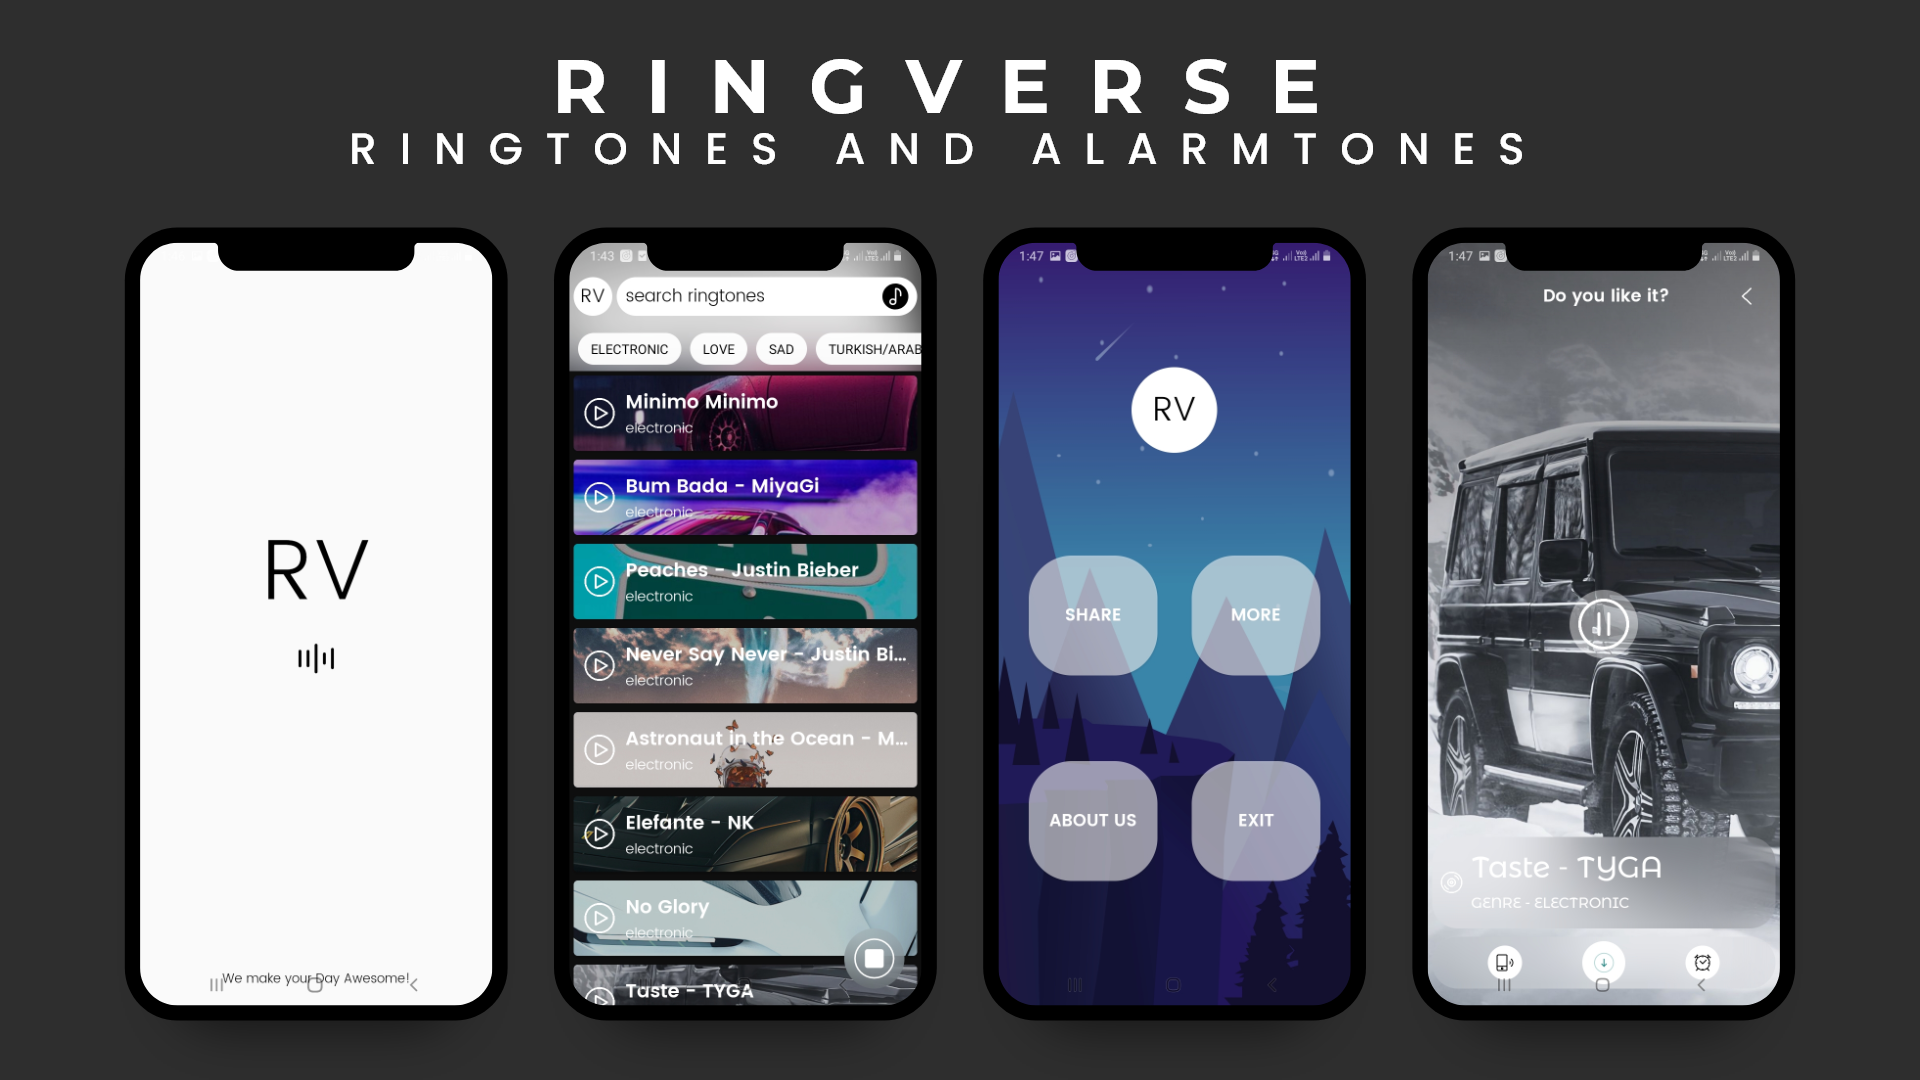 RINGVERSE
RINGTONES AND ALARMTONES
RV
We make your Day Awesome!
1:43
RV
search ringtones
ELECTRONIC
LOVE
SAD
TURKISH/ARAB
Minimo Minimo
electronic
Bum Bada - MiyaGi
electronic
Peaches - Justin Bieber
electronic
Never Say Never - Justin Bi...
electronic
Astronaut in the Ocean - M...
electronic
Elefante - NK
electronic
No Glory
electronic
Taste - TYGA
1:47
RV
SHARE
MORE
ABOUT US
EXIT
1:47
Do you like it?
Taste - TYGA
GENRE - ELECTRONIC